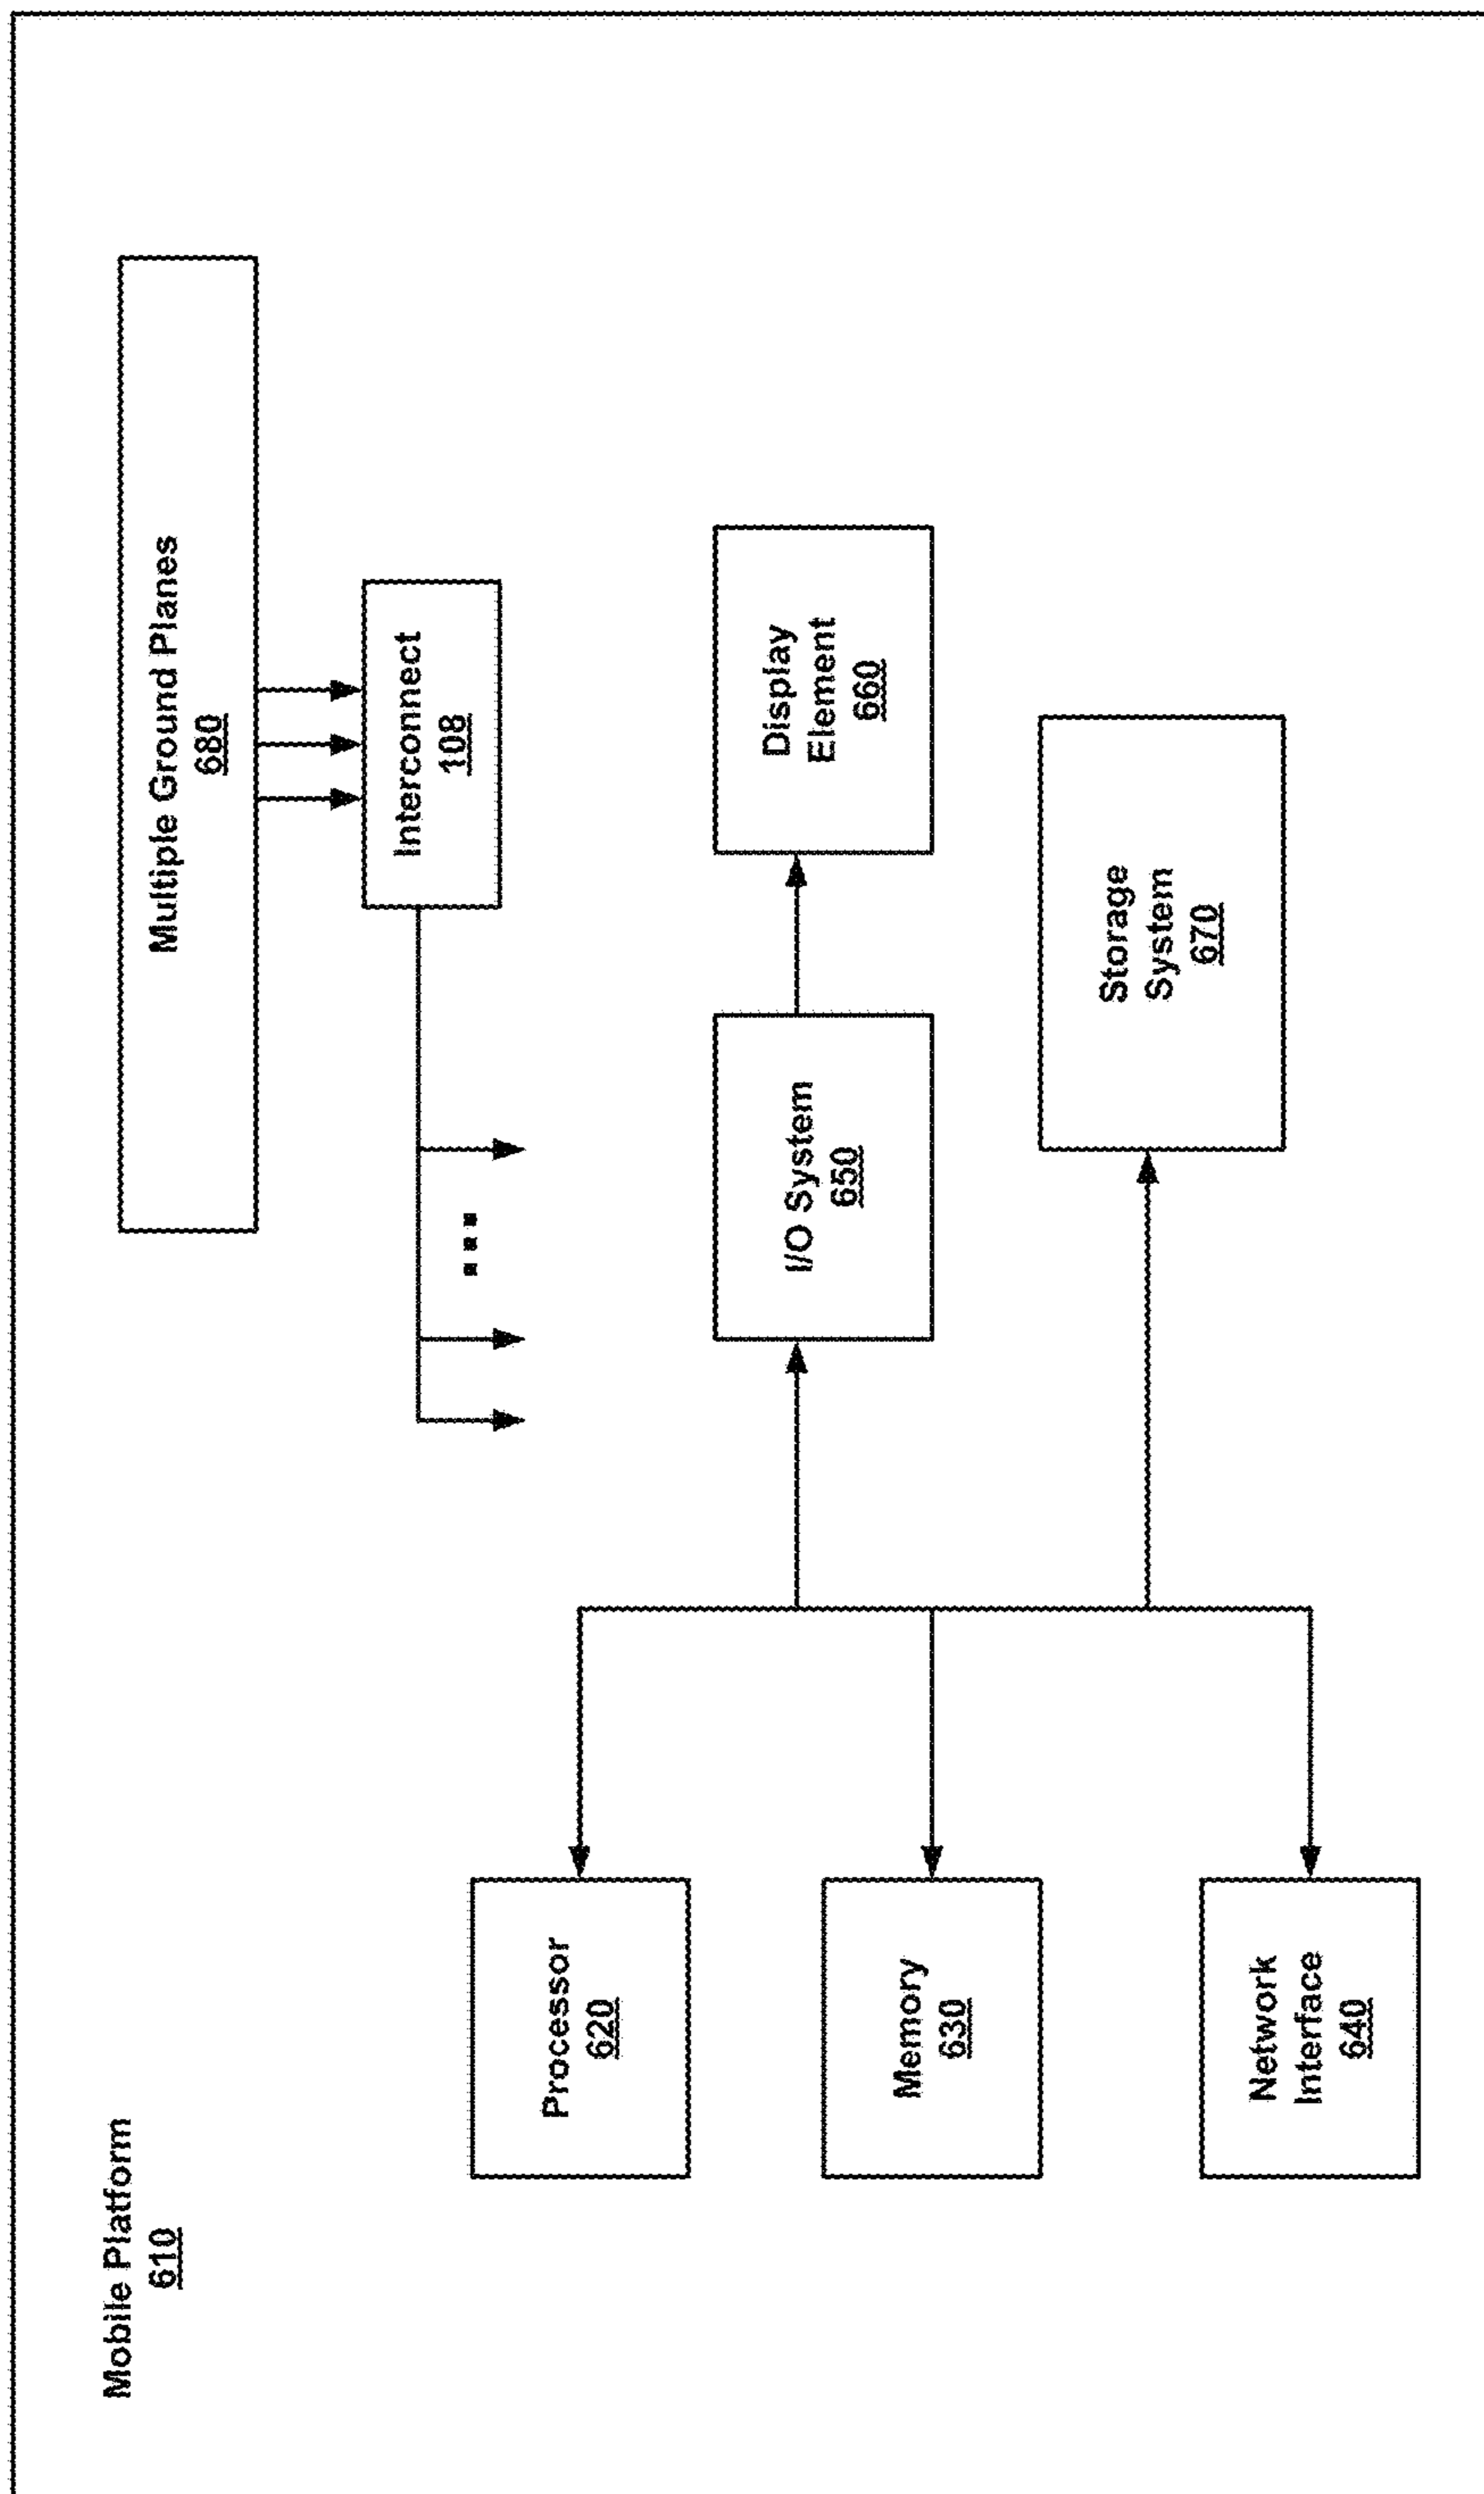 Mobile Platform
610
Multiple Ground Planes
680
Interconnect
108
Processor
620
I/O System
650
Display
Element
660
Memory
630
Storage
System
670
Network
Interface
640